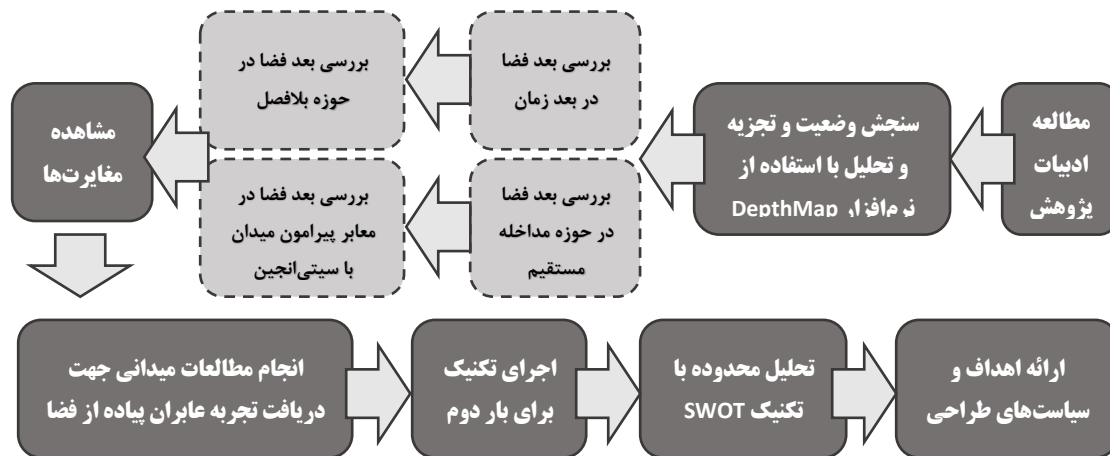 مطالعه
ادبیات
پژوهش
سنجش وضعیت و تجزیه
و تحلیل با استفاده از
نرم‌افزار DepthMap
بررسی بعد فضا
در بعد زمان
بررسی بعد فضا در
حوزه بلافصل
بررسی بعد فضا
در حوزه مداخله
مستقیم
بررسی بعد فضا در
معابر پیرامون میدان
با سیتی‌انجین
مشاهده
مغایرت‌ها
انجام مطالعات میدانی جهت
دریافت تجربه عابران پیاده از فضا
اجرای تکنیک
برای بار دوم
تحلیل محدوده با
تکنیک SWOT
ارائه اهداف و
سیاست‌های طراحی